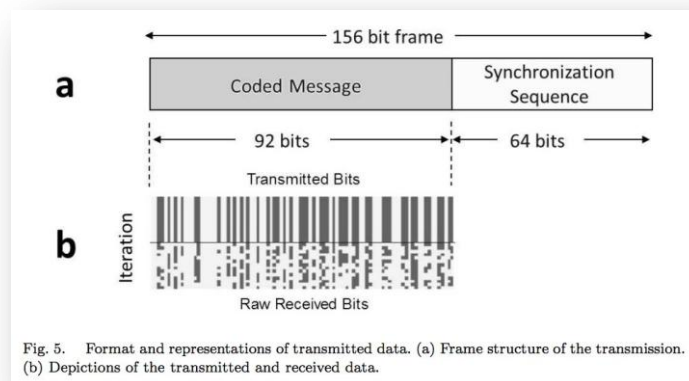 156 bit frame
a
Coded Message
Synchronization
Sequence
92 bits
64 bits
Transmitted Bits
b
Iteration
Raw Received Bits
Fig. 5. Format and representations of transmitted data. (a) Frame structure of the transmission.
(b) Depictions of the transmitted and received data.